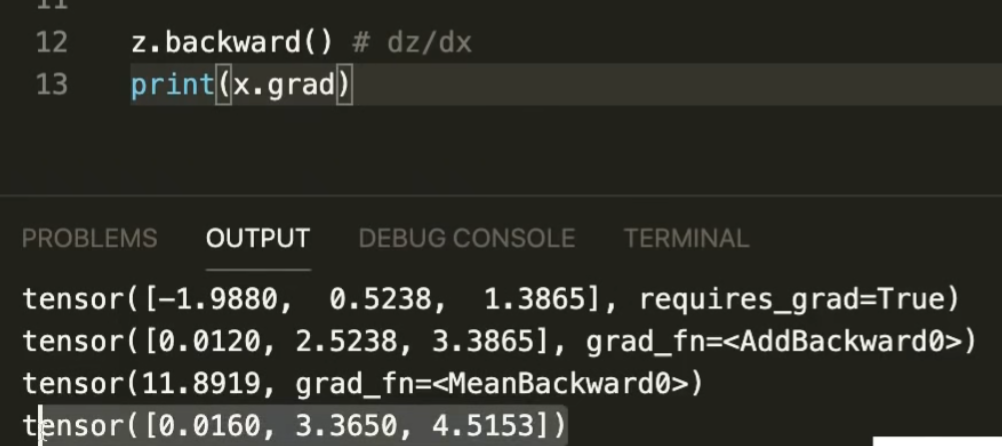 11
12 z.backward() # dz/dx
13 print(x.grad)
PROBLEMS OUTPUT DEBUG CONSOLE TERMINAL
tensor([-1.9880, 0.5238, 1.3865], requires_grad=True)
tensor([0.0120, 2.5238, 3.3865], grad_fn=<AddBackward0>)
tensor(11.8919, grad_fn=<MeanBackward0>)
tensor([0.0160, 3.3650, 4.5153])